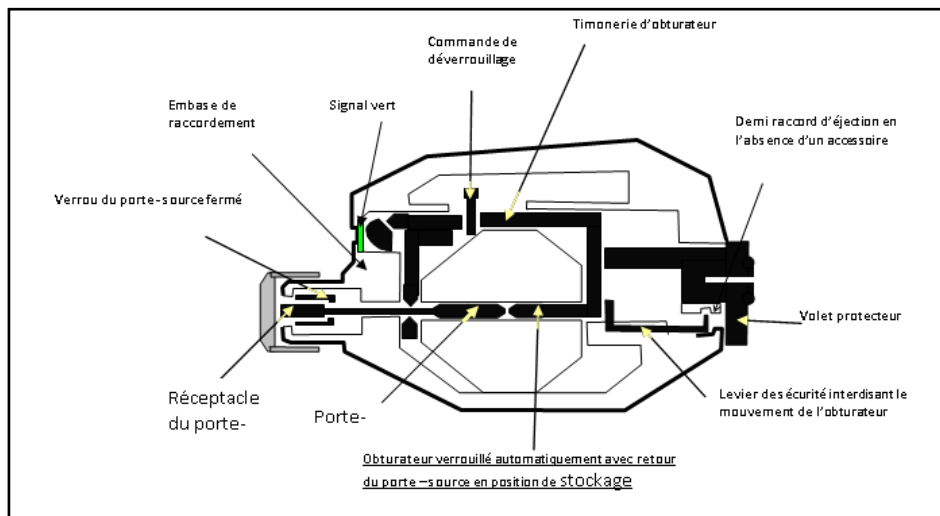 Timonerie d'obturateur
Commande de
déverrouillage
Embase de
raccordement
Signal vert
Demi raccord d'éjection en
l'absence d'un accessoire
Verrou du porte-source fermé
Volet protecteur
Réceptacle
du porte-
Porte-
Levier de sécurité interdisant le
mouvement de l'obturateur
Obturateur verrouillé automatiquement avec retour
du porte –source en position de stockage